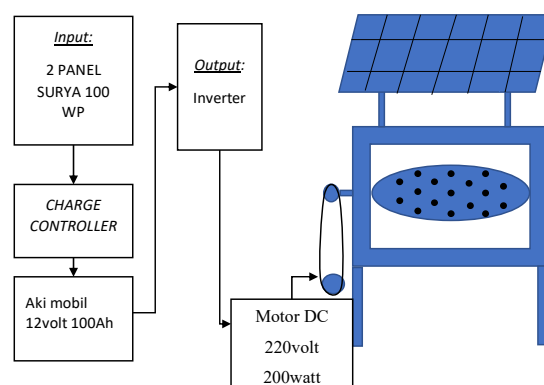 Input:
2 PANEL
SURYA 100
WP
CHARGE
CONTROLLER
Aki mobil
12volt 100Ah
Output:
Inverter
Motor DC
220volt
200watt